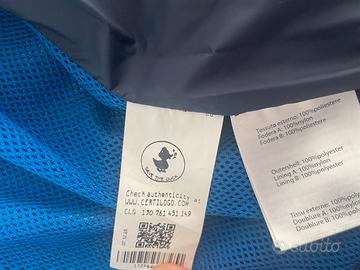 SAVE THE DUCK
Check authenticity at
WWW.CERTILOGO.COM
CLG 130 761 451 149
Tessuto esterno: 100%poliestere
Fodera A: 100%nylon
Fodera B: 100%poliestere
Outershell: 100%polyester
Lining A: 100%nylon
Lining B: 100%polyester
Tissu externe: 100%polyester
Doublure A: 100%nylon
Doublure B:
subito